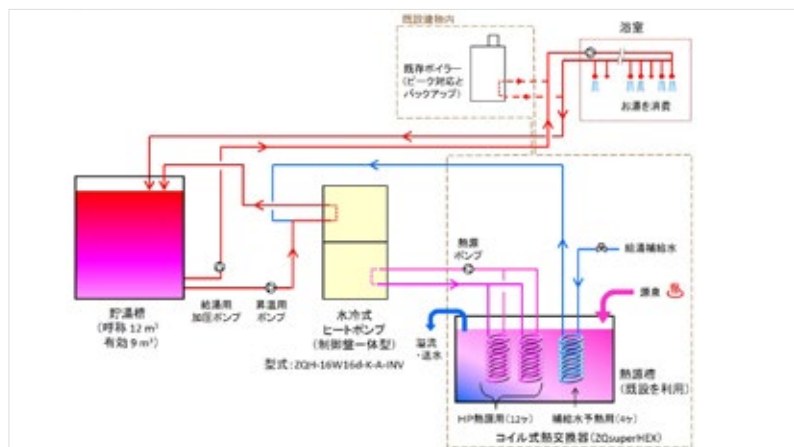 既設建物内
浴室
既存ボイラー
(ピーク対応と
バックアップ)
お湯を消費
熱源
ポンプ
給湯補給水
源泉
貯湯槽
(呼称 12 m³
有効 9 m³)
給湯用
加圧ポンプ
昇温用
ポンプ
水冷式
ヒートポンプ
(制御盤一体型)
型式:ZQH-16W16d-K-A-INV
溢流
・送水
熱源槽
(既設を利用)
HP熱源用(12ヶ)
補給水予熱用(4ヶ)
コイル式熱交換器(ZQsuperHEX)